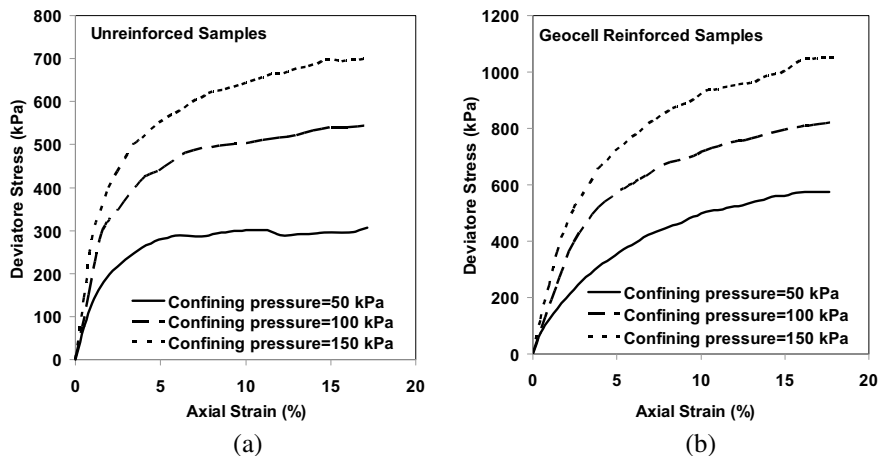 800
700
600
500
400
300
200
100
0
Deviatore Stress (kPa)
Unreinforced Samples
Confining pressure=50 kPa
Confining pressure=100 kPa
Confining pressure=150 kPa
0 5 10 15 20
Axial Strain (%)
(a)
1200
1000
800
600
400
200
0
Deviatore Stress (kPa)
Geocell Reinforced Samples
Confining pressure=50 kPa
Confining pressure=100 kPa
Confining pressure=150 kPa
0 5 10 15 20
Axial Strain (%)
(b)